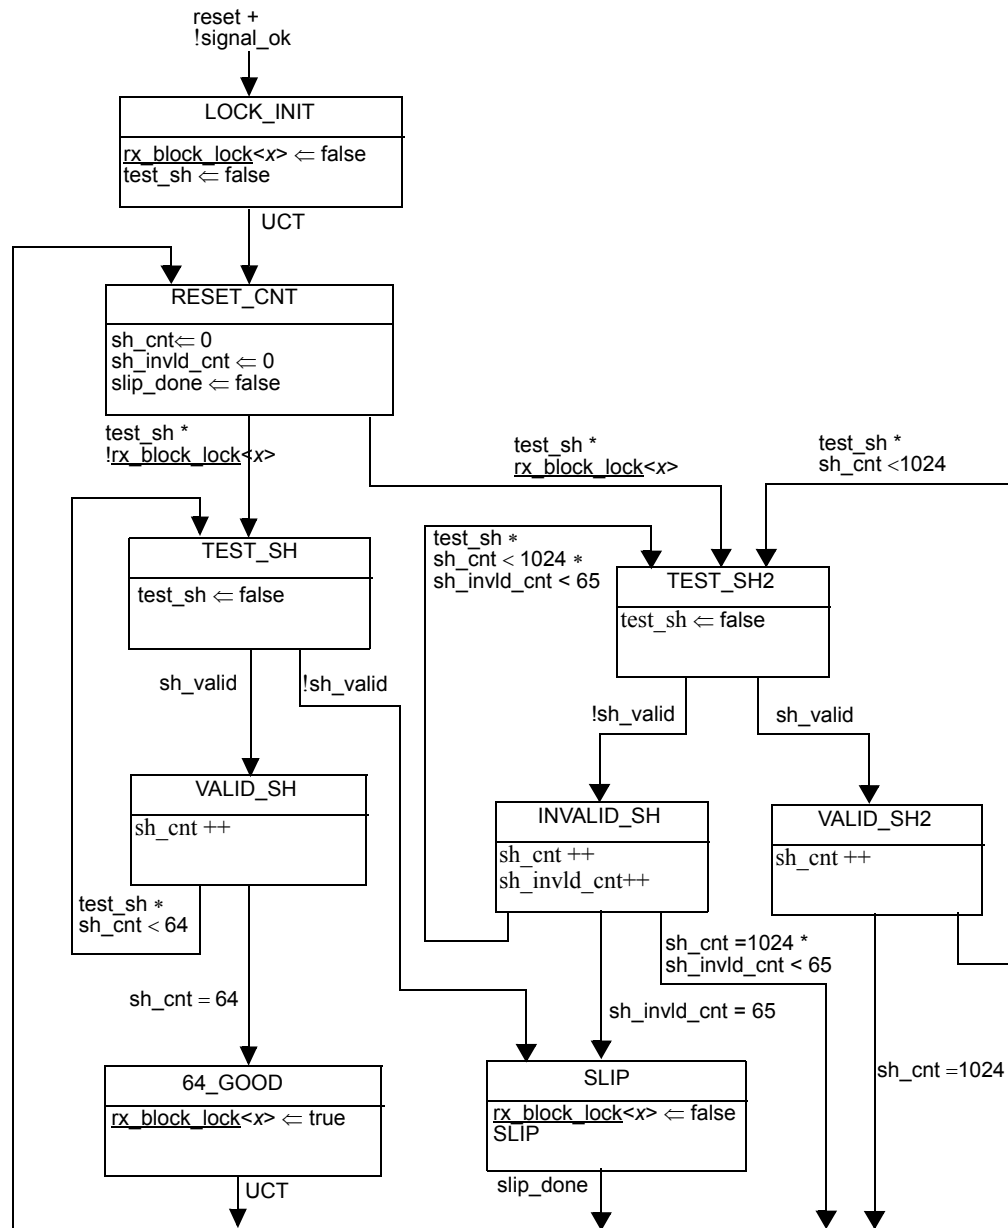 reset +
!signal_ok
LOCK_INIT
rx_block_lock<x> ⇐ false
test_sh ⇐ false
UCT
RESET_CNT
sh_cnt⇐ 0
sh_invld_cnt ⇐ 0
slip_done ⇐ false
test_sh *
!rx_block_lock<x>
test_sh *
rx_block_lock<x>
test_sh *
sh_cnt <1024
TEST_SH
test_sh ⇐ false
test_sh *
sh_cnt < 1024 *
sh_invld_cnt < 65
TEST_SH2
test_sh ⇐ false
sh_valid
!sh_valid
!sh_valid
sh_valid
VALID_SH
sh_cnt ++
INVALID_SH
sh_cnt ++
sh_invld_cnt++
VALID_SH2
sh_cnt ++
test_sh *
sh_cnt < 64
sh_cnt =1024 *
sh_invld_cnt < 65
sh_cnt = 64
sh_invld_cnt = 65
sh_cnt =1024
64_GOOD
rx_block_lock<x> ⇐ true
SLIP
rx_block_lock<x> ⇐ false
SLIP
UCT
slip_done